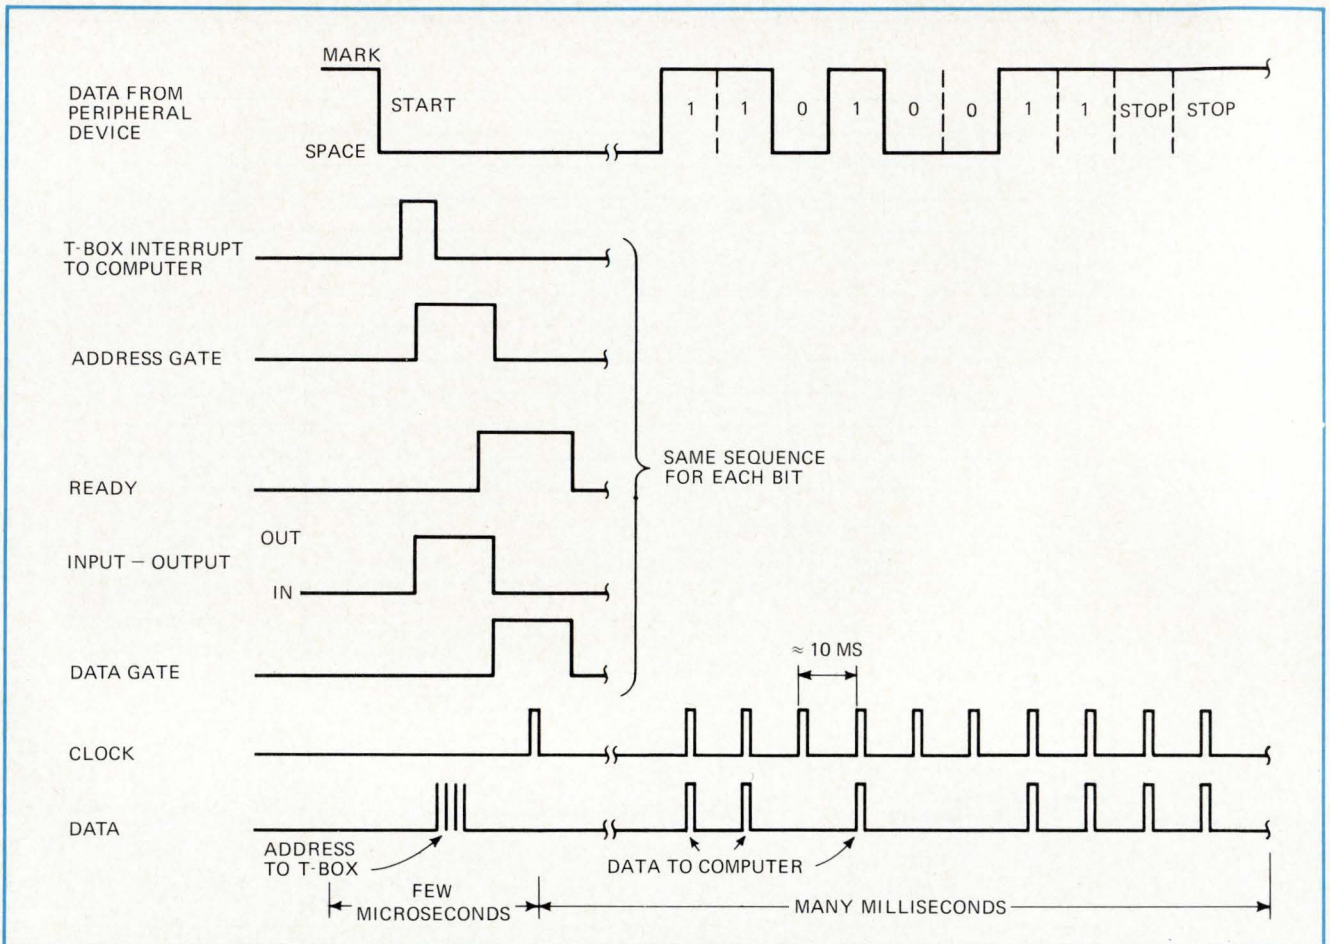 MARK
DATA FROM
PERIPHERAL
DEVICE
START
SPACE
1 1 0 1 0 0 1 1 STOP STOP
T-BOX INTERRUPT
TO COMPUTER
ADDRESS GATE
READY
SAME SEQUENCE
FOR EACH BIT
OUT
INPUT – OUTPUT
IN
≈ 10 MS
DATA GATE
CLOCK
DATA
ADDRESS
TO T-BOX
DATA TO COMPUTER
FEW
MICROSECONDS
MANY MILLISECONDS